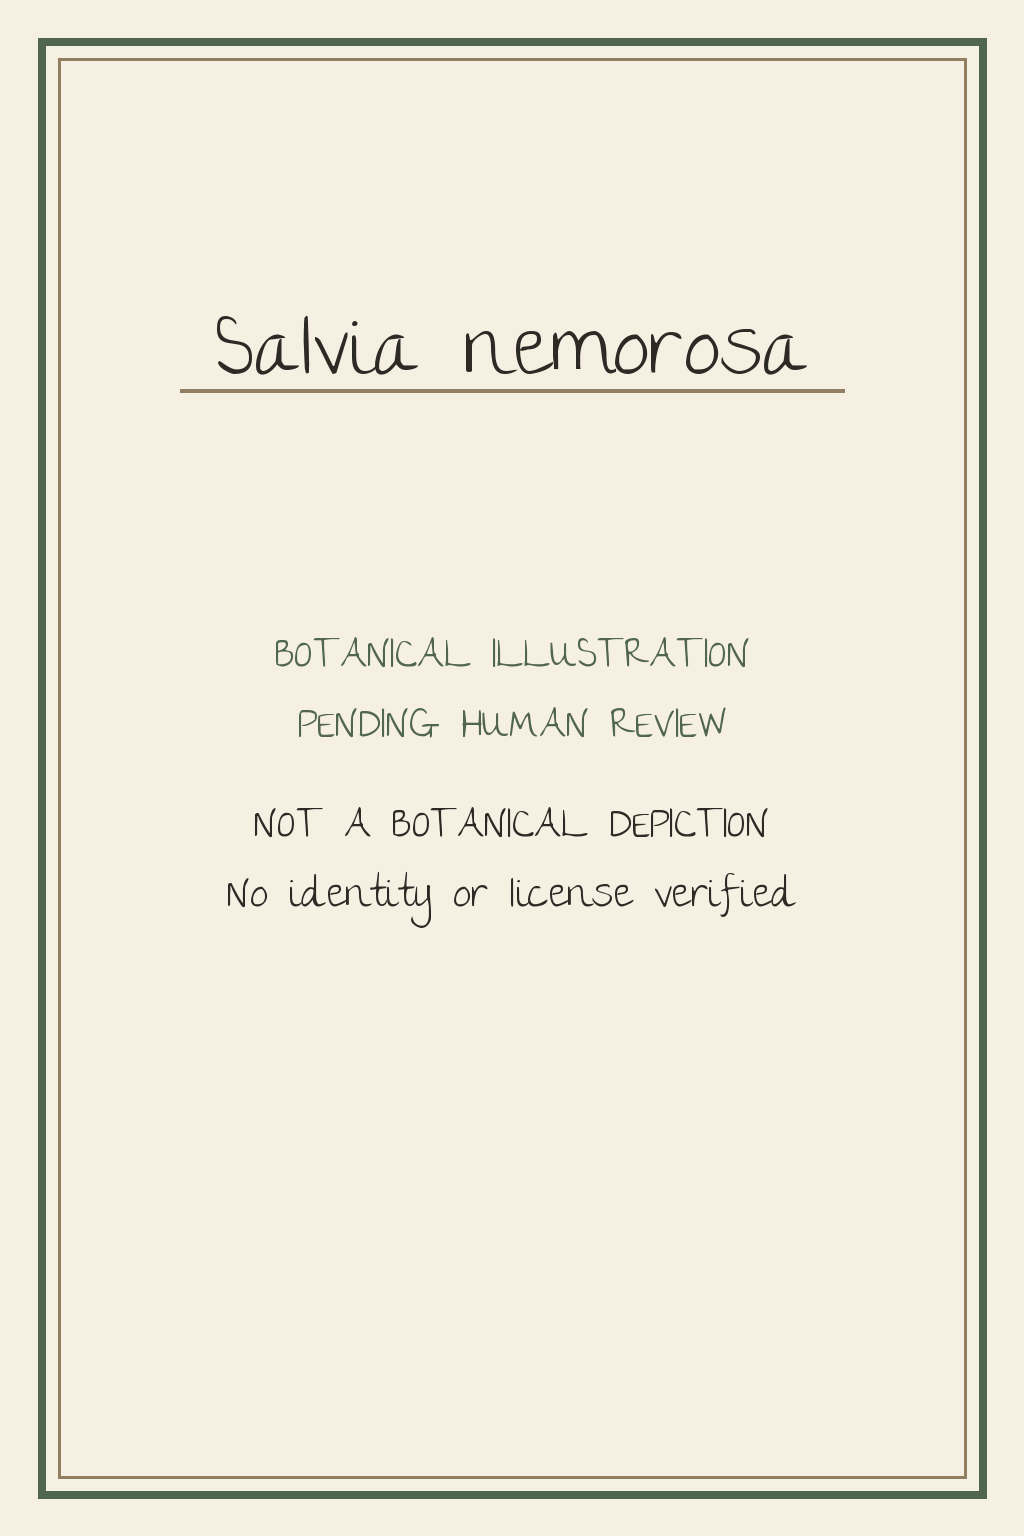 Salvia nemorosa
BOTANICAL ILLUSTRATION
PENDING HUMAN REVIEW
NOT A BOTANICAL DEPICTION
No identity or license verified